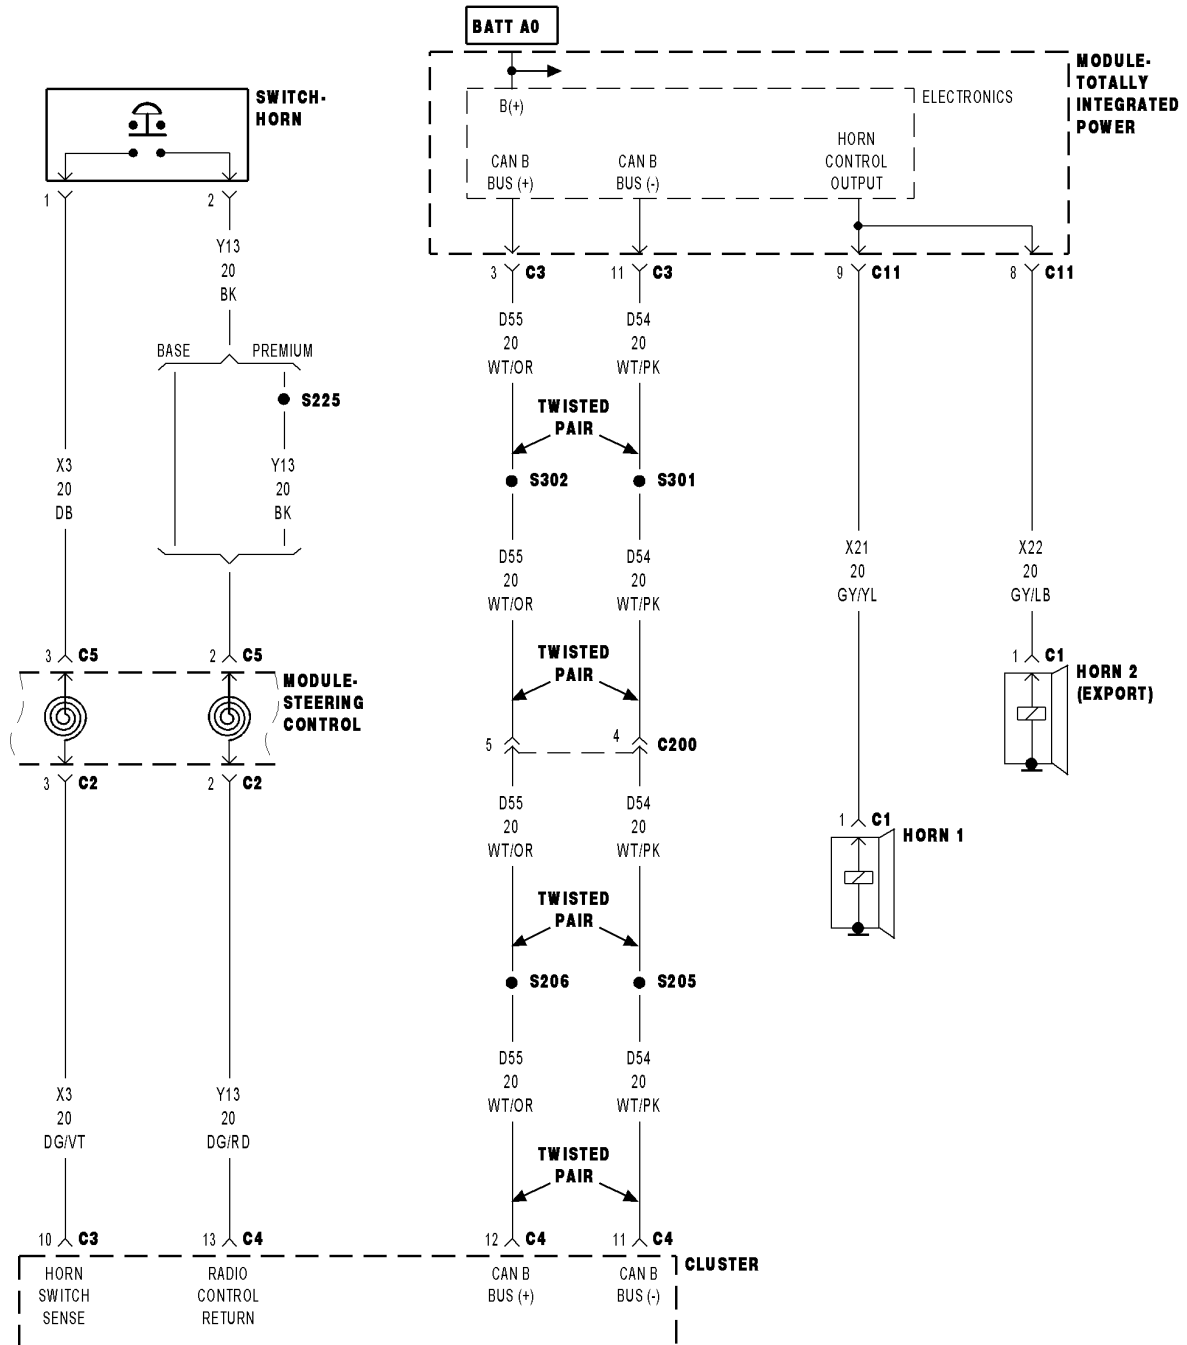 BATT A0
MODULE-
TOTALLY
INTEGRATED
POWER
SWITCH-
HORN
ELECTRONICS
B(+)
CAN B
BUS (+)
CAN B
BUS (-)
HORN
CONTROL
OUTPUT
1
2
3 C3
11 C3
9 C11
8 C11
Y13
20
BK
D55
20
WT/OR
D54
20
WT/PK
BASE
PREMIUM
S225
TWISTED
PAIR
X3
20
DB
Y13
20
BK
S302
S301
D55
20
WT/OR
D54
20
WT/PK
X21
20
GY/YL
X22
20
GY/LB
3 C5
2 C5
TWISTED
PAIR
1 C1
HORN 2
(EXPORT)
MODULE-
STEERING
CONTROL
5
4
C200
3 C2
2 C2
D55
20
WT/OR
D54
20
WT/PK
1 C1
HORN 1
TWISTED
PAIR
S206
S205
D55
20
WT/OR
D54
20
WT/PK
X3
20
DG/VT
Y13
20
DG/RD
TWISTED
PAIR
10 C3
13 C4
12 C4
11 C4
CLUSTER
HORN
SWITCH
SENSE
RADIO
CONTROL
RETURN
CAN B
BUS (+)
CAN B
BUS (-)